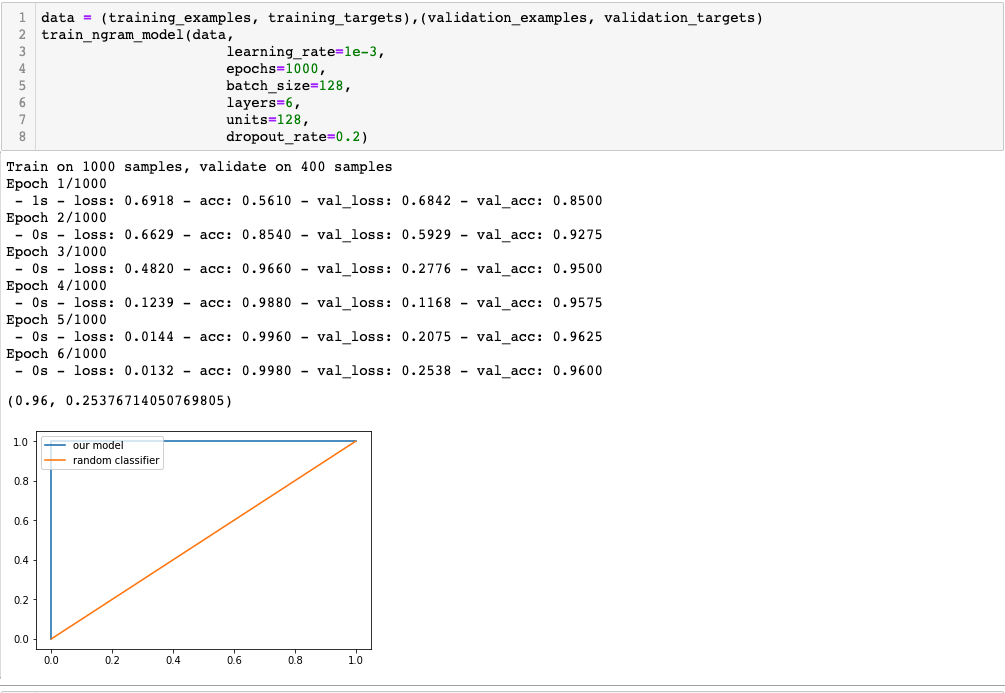 1 data = (training_examples, training_targets),(validation_examples, validation_targets)
2 train_ngram_model(data,
3 learning_rate=1e-3,
4 epochs=1000,
5 batch_size=128,
6 layers=6,
7 units=128,
8 dropout_rate=0.2)
Train on 1000 samples, validate on 400 samples
Epoch 1/1000
- 1s - loss: 0.6918 - acc: 0.5610 - val_loss: 0.6842 - val_acc: 0.8500
Epoch 2/1000
- 0s - loss: 0.6629 - acc: 0.8540 - val_loss: 0.5929 - val_acc: 0.9275
Epoch 3/1000
- 0s - loss: 0.4820 - acc: 0.9660 - val_loss: 0.2776 - val_acc: 0.9500
Epoch 4/1000
- 0s - loss: 0.1239 - acc: 0.9880 - val_loss: 0.1168 - val_acc: 0.9575
Epoch 5/1000
- 0s - loss: 0.0144 - acc: 0.9960 - val_loss: 0.2075 - val_acc: 0.9625
Epoch 6/1000
- 0s - loss: 0.0132 - acc: 0.9980 - val_loss: 0.2538 - val_acc: 0.9600
(0.96, 0.25376714050769805)
our model
random classifier
1.0
0.8
0.6
0.4
0.2
0.0
0.0 0.2 0.4 0.6 0.8 1.0